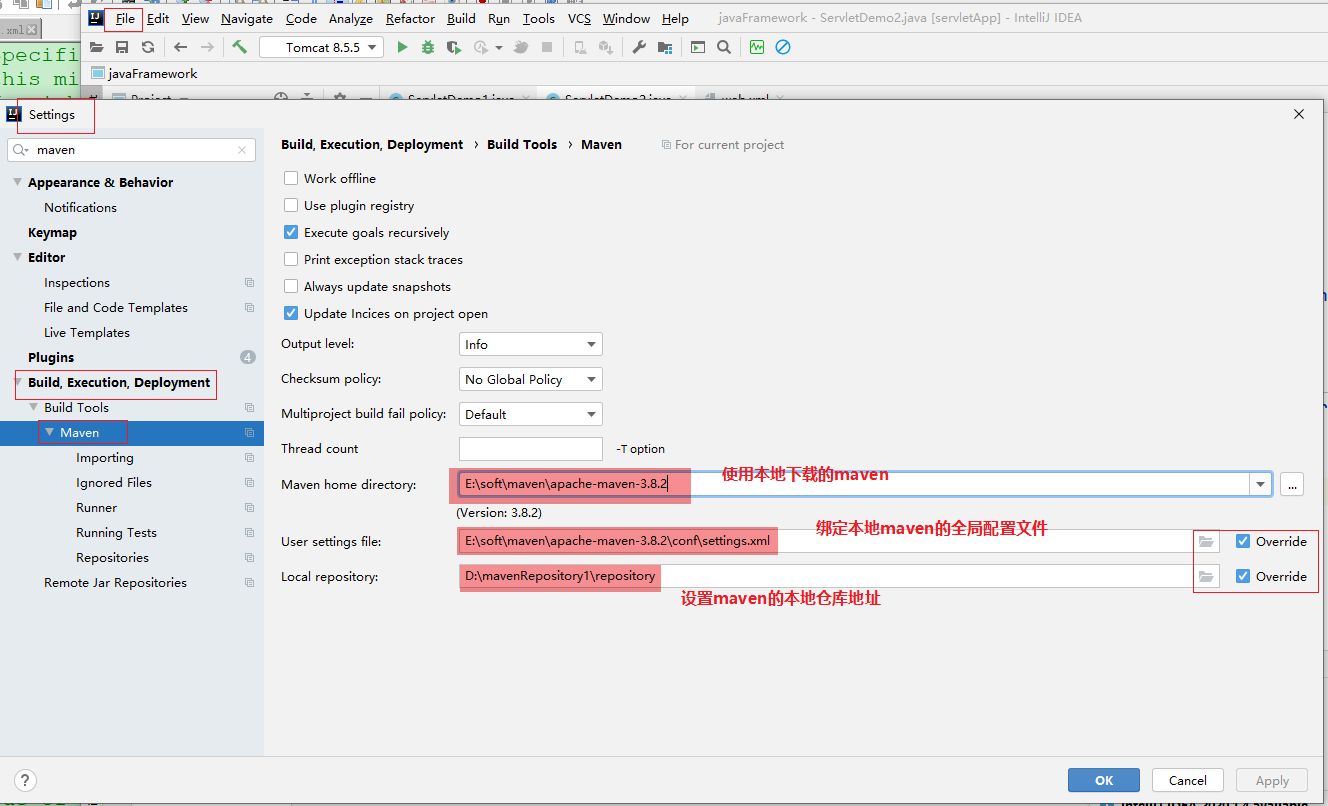 .xml
File Edit View Navigate Code Analyze Refactor Build Run Tools VCS Window Help javaFramework - ServletDemo2.java [servletApp] - IntelliJ IDEA
pecifi
Tomcat 8.5.5
his mi
javaFramework
Project ServletDemo1.java ServletDemo2.java web.xml
Settings
maven
Build, Execution, Deployment › Build Tools › Maven For current project
Appearance & Behavior
Notifications
Keymap
Editor
Inspections
File and Code Templates
Live Templates
Plugins 4
Build, Execution, Deployment
Build Tools
Maven
Importing
Ignored Files
Runner
Running Tests
Repositories
Remote Jar Repositories
Work offline
Use plugin registry
Execute goals recursively
Print exception stack traces
Always update snapshots
Update Incices on project open
Output level: Info
Checksum policy: No Global Policy
Multiproject build fail policy: Default
Thread count -T option
Maven home directory: E:\soft\maven\apache-maven-3.8.2 使用本地下载的maven ...
(Version: 3.8.2)
绑定本地maven的全局配置文件
User settings file: E:\soft\maven\apache-maven-3.8.2\conf\settings.xml Override
Local repository: D:\mavenRepository1\repository Override
设置maven的本地仓库地址
? OK Cancel Apply